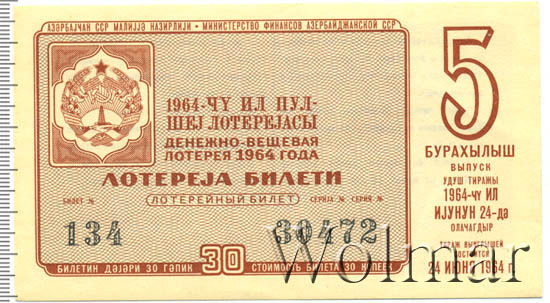 АЗӘРБАЈҸАН ССР МАЛИЈЈӘ НАЗИРЛИЈИ • МИНИСТЕРСТВО ФИНАНСОВ АЗЕРБАЙДЖАНСКОЙ ССР
1964-ЧҮ ИЛ ПУЛ-
ШЕЈ ЛОТЕРЕЈАСЫ
ДЕНЕЖНО-ВЕЩЕВАЯ
ЛОТЕРЕЯ 1964 ГОДА
ЛОТЕРЕЈА БИЛЕТИ
БИЛЕТ № (ЛОТЕРЕЙНЫЙ БИЛЕТ) СЕРИЈА № СЕРИЯ №
134 30472
БИЛЕТИН ДӘЈӘРИ 30 ГӘПИК 30 СТОИМОСТЬ БИЛЕТА 30 КОПЕЕК
5
БУРАХЫЛЫШ
ВЫПУСК
УДУШ ТИРАЖЫ
1964-ЧҮ ИЛ
ИЈУНУН 24-дә
ОЛАЧАГДЫР
ТИРАЖ ВЫИГРЫШЕЙ
СОСТОИТСЯ
24 ИЮНЯ 1964 г.
Wolmar